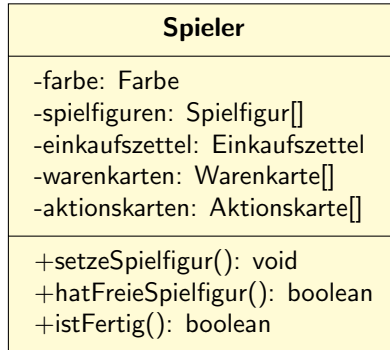 Spieler
-farbe: Farbe
-spielfiguren: Spielfigur[]
-einkaufszettel: Einkaufszettel
-warenkarten: Warenkarte[]
-aktionskarten: Aktionskarte[]
+setzeSpielfigur(): void
+hatFreieSpielfigur(): boolean
+istFertig(): boolean